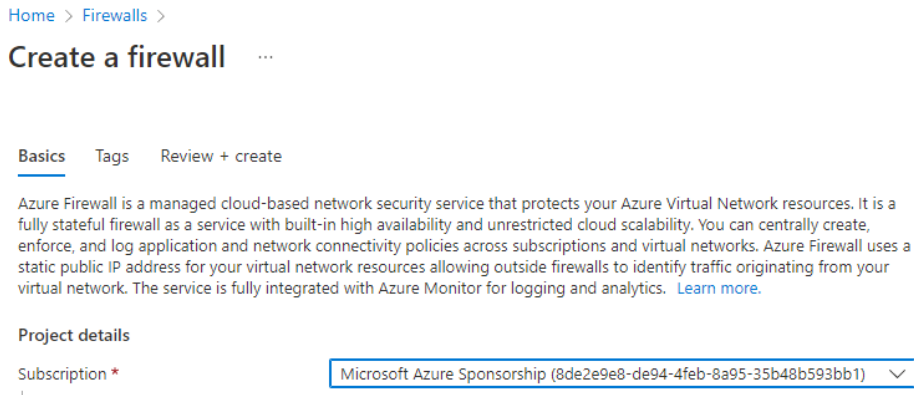 Home > Firewalls >
Create a firewall ...
Basics Tags Review + create
Azure Firewall is a managed cloud-based network security service that protects your Azure Virtual Network resources. It is a
fully stateful firewall as a service with built-in high availability and unrestricted cloud scalability. You can centrally create,
enforce, and log application and network connectivity policies across subscriptions and virtual networks. Azure Firewall uses a
static public IP address for your virtual network resources allowing outside firewalls to identify traffic originating from your
virtual network. The service is fully integrated with Azure Monitor for logging and analytics. Learn more.
Project details
Subscription * Microsoft Azure Sponsorship (8de2e9e8-de94-4feb-8a95-35b48b593bb1)